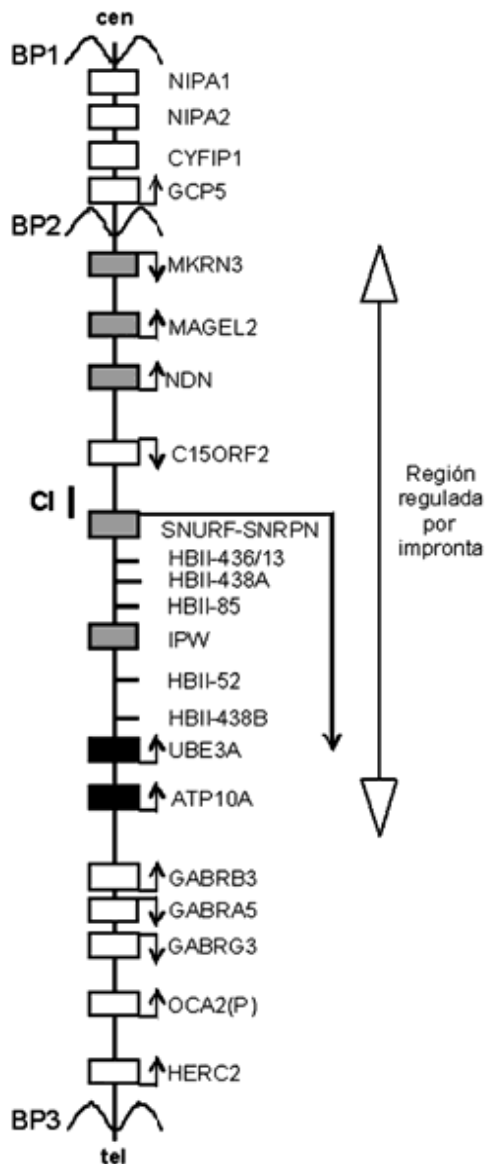 cen
BP1
NIPA1
NIPA2
CYFIP1
GCP5
BP2
MKRN3
MAGEL2
NDN
C15ORF2
CI
SNURF-SNRPN
HBII-436/13
HBII-438A
HBII-85
IPW
HBII-52
HBII-438B
UBE3A
ATP10A
Región
regulada
por
impronta
GABRB3
GABRA5
GABRG3
OCA2(P)
HERC2
BP3
tel